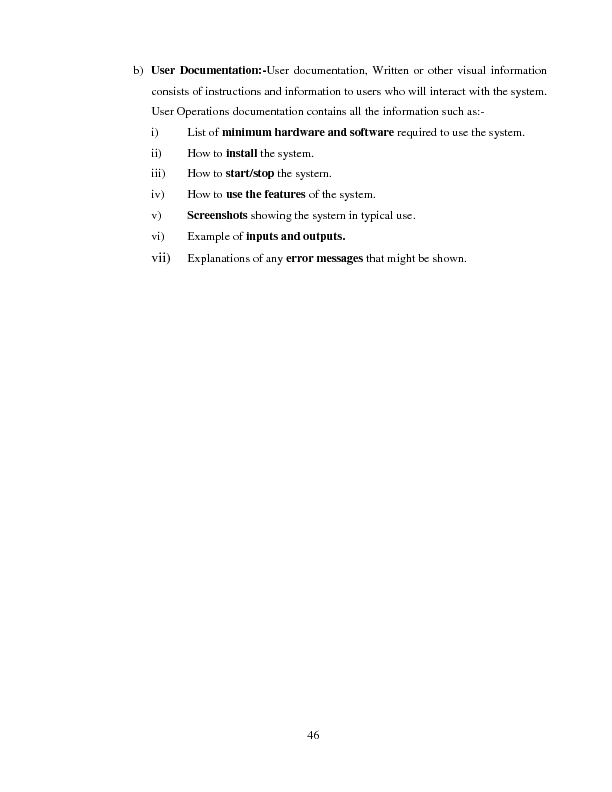 b) User Documentation:-User documentation, Written or other visual information
consists of instructions and information to users who will interact with the system.
User Operations documentation contains all the information such as:-
i) List of minimum hardware and software required to use the system.
ii) How to install the system.
iii) How to start/stop the system.
iv) How to use the features of the system.
v) Screenshots showing the system in typical use.
vi) Example of inputs and outputs.
vii) Explanations of any error messages that might be shown.
46